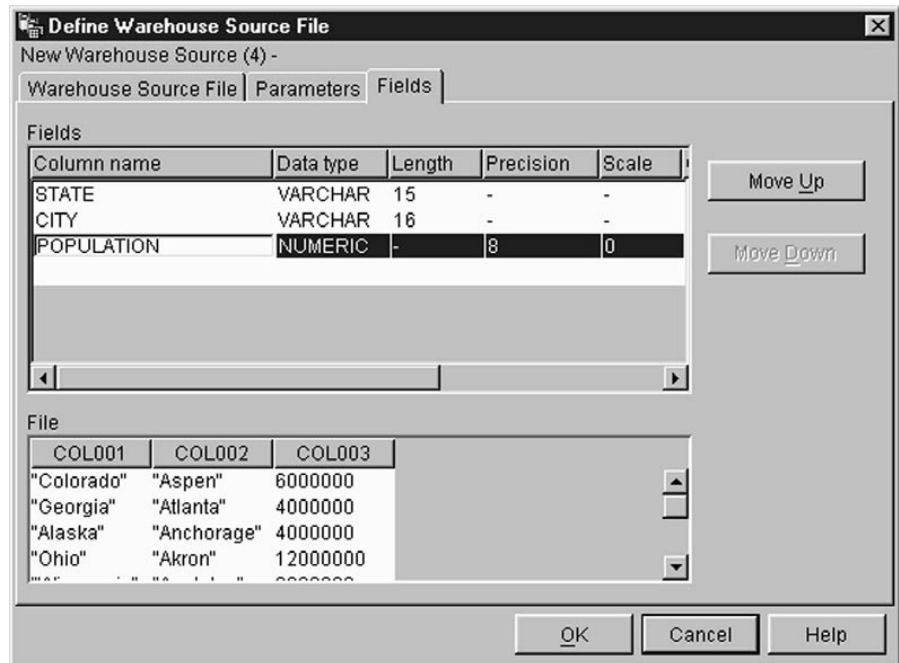 Define Warehouse Source File
New Warehouse Source (4) -
Warehouse Source File Parameters Fields
Fields
Column name Data type Length Precision Scale
STATE VARCHAR 15 - -
CITY VARCHAR 16 - -
POPULATION NUMERIC - 8 0
Move Up
Move Down
File
COL001 COL002 COL003
"Colorado" "Aspen" 6000000
"Georgia" "Atlanta" 4000000
"Alaska" "Anchorage" 4000000
"Ohio" "Akron" 12000000
OK Cancel Help